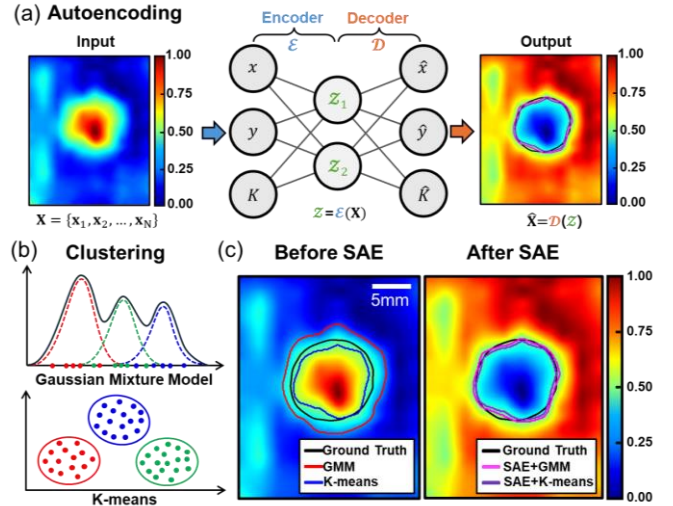 (a) Autoencoding
Encoder Decoder
ℰ 𝒟
Input
1.00
0.75
0.50
0.25
0.00
X = {x₁, x₂, ..., x_N}
x
y
K
𝒵₁
𝒵₂
x̂
ŷ
K̂
𝒵=ℰ(X)
Output
1.00
0.75
0.50
0.25
0.00
X̂=𝒟(𝒵)
(b) Clustering
Gaussian Mixture Model
K-means
(c) Before SAE After SAE
5mm
Ground Truth
GMM
K-means
Ground Truth
SAE+GMM
SAE+K-means
1.00
0.75
0.50
0.25
0.00